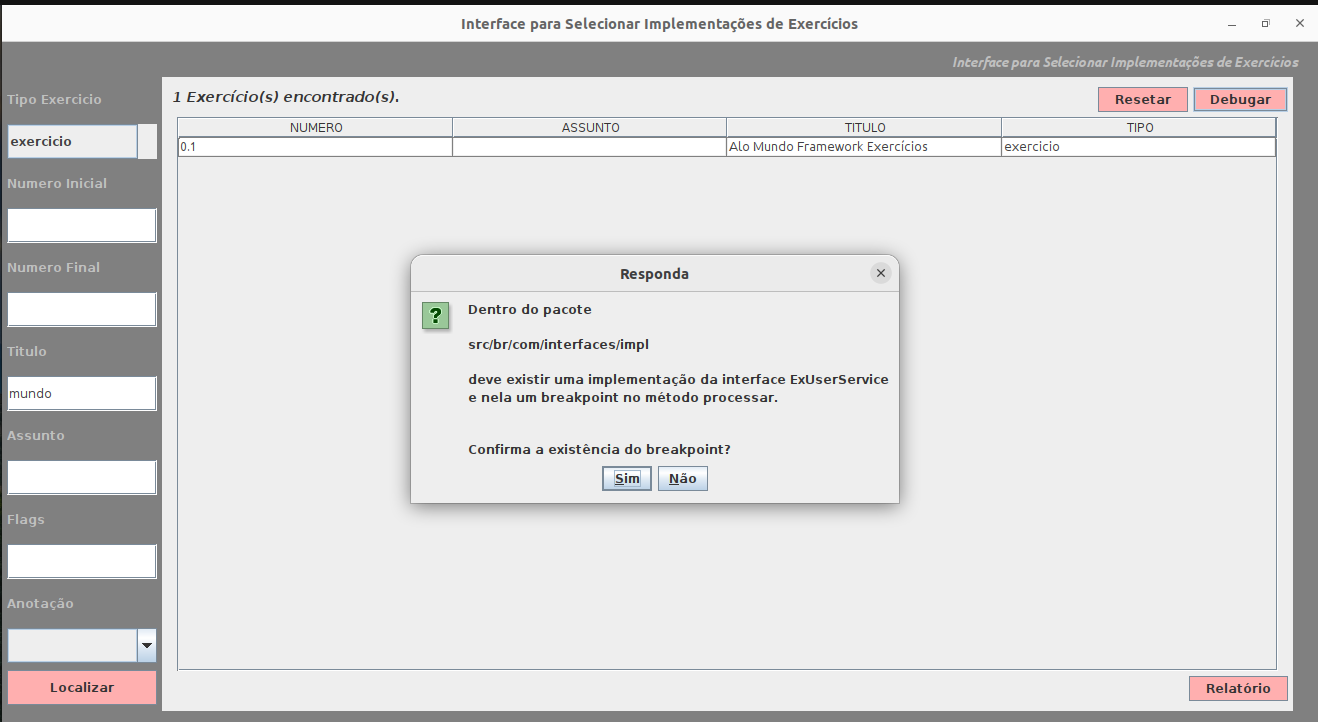 Interface para Selecionar Implementações de Exercícios
Interface para Selecionar Implementações de Exercícios
Tipo Exercicio
exercicio
Numero Inicial
Numero Final
Titulo
mundo
Assunto
Flags
Anotação
Localizar
1 Exercício(s) encontrado(s).
Resetar Debugar
NUMERO ASSUNTO TITULO TIPO
0.1 Alo Mundo Framework Exercícios exercicio
Responda
?
Dentro do pacote
src/br/com/interfaces/impl
deve existir uma implementação da interface ExUserService
e nela um breakpoint no método processar.
Confirma a existência do breakpoint?
Sim Não
Relatório